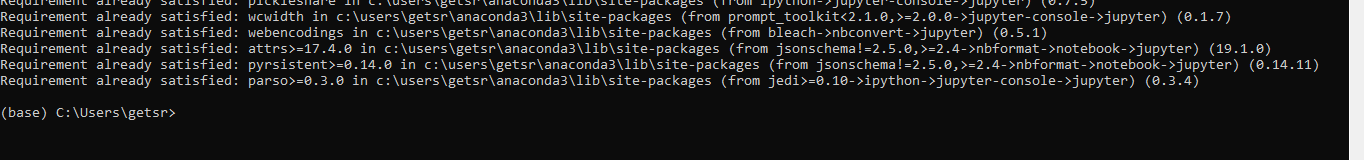 Requirement already satisfied: pickleshare in c:\users\getsr\anaconda3\lib\site-packages (from ipython->jupyter-console->jupyter) (0.7.5)
Requirement already satisfied: wcwidth in c:\users\getsr\anaconda3\lib\site-packages (from prompt_toolkit<2.1.0,>=2.0.0->jupyter-console->jupyter) (0.1.7)
Requirement already satisfied: webencodings in c:\users\getsr\anaconda3\lib\site-packages (from bleach->nbconvert->jupyter) (0.5.1)
Requirement already satisfied: attrs>=17.4.0 in c:\users\getsr\anaconda3\lib\site-packages (from jsonschema!=2.5.0,>=2.4->nbformat->notebook->jupyter) (19.1.0)
Requirement already satisfied: pyrsistent>=0.14.0 in c:\users\getsr\anaconda3\lib\site-packages (from jsonschema!=2.5.0,>=2.4->nbformat->notebook->jupyter) (0.14.11)
Requirement already satisfied: parso>=0.3.0 in c:\users\getsr\anaconda3\lib\site-packages (from jedi>=0.10->ipython->jupyter-console->jupyter) (0.3.4)
(base) C:\Users\getsr>